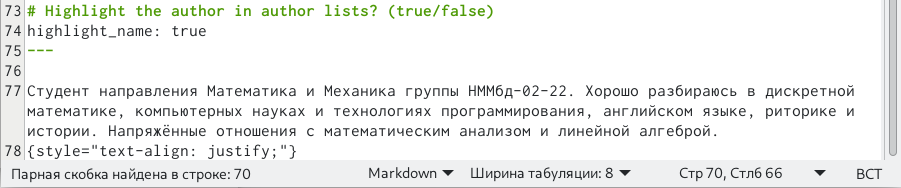 73 # Highlight the author in author lists? (true/false)
74 highlight_name: true
75 ---
76
77 Студент направления Математика и Механика группы НММбд-02-22. Хорошо разбираюсь в дискретной
математике, компьютерных науках и технологиях программирования, английском языке, риторике и
истории. Напряжённые отношения с математическим анализом и линейной алгеброй.
78 {style="text-align: justify;"}
Парная скобка найдена в строке: 70 Markdown Ширина табуляции: 8 Стр 70, Стлб 66 ВСТ